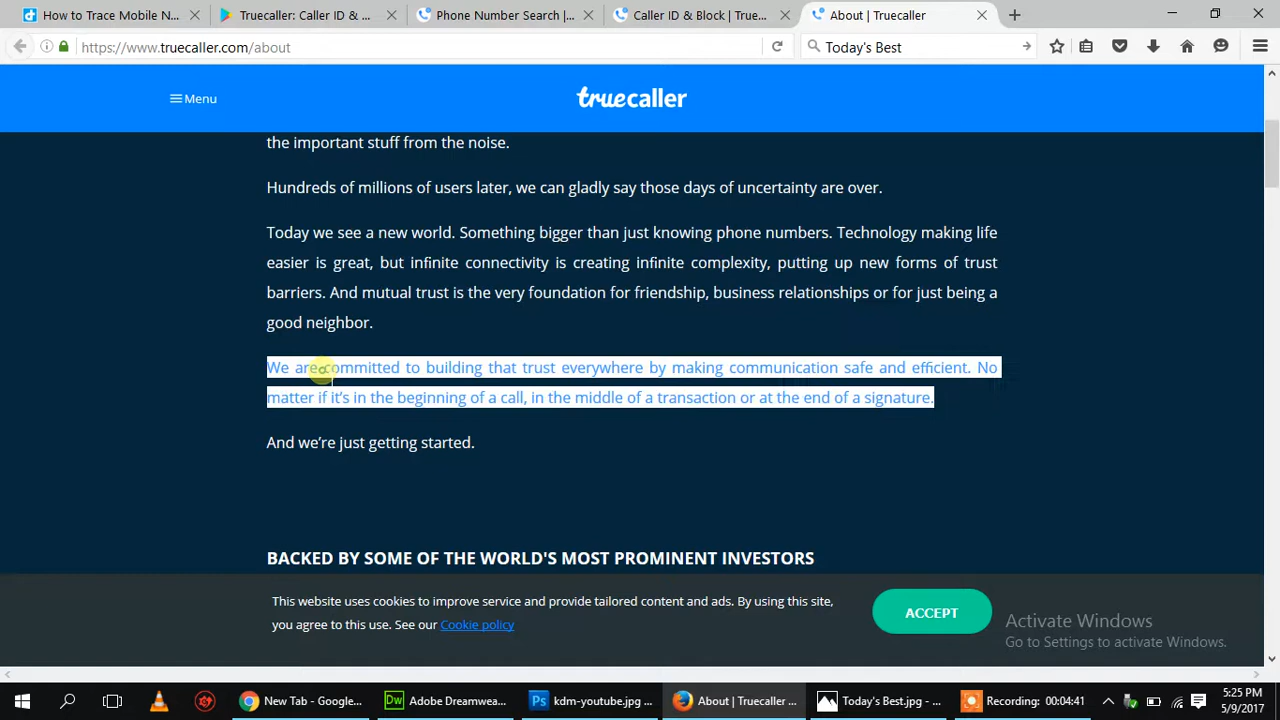 How to Trace Mobile N...
Truecaller: Caller ID & ...
Phone Number Search |...
Caller ID & Block | True...
About | Truecaller
https://www.truecaller.com/about
Today's Best
Menu
truecaller
the important stuff from the noise.
Hundreds of millions of users later, we can gladly say those days of uncertainty are over.
Today we see a new world. Something bigger than just knowing phone numbers. Technology making life
easier is great, but infinite connectivity is creating infinite complexity, putting up new forms of trust
barriers. And mutual trust is the very foundation for friendship, business relationships or for just being a
good neighbor.
We are committed to building that trust everywhere by making communication safe and efficient. No
matter if it's in the beginning of a call, in the middle of a transaction or at the end of a signature.
And we're just getting started.
BACKED BY SOME OF THE WORLD'S MOST PROMINENT INVESTORS
This website uses cookies to improve service and provide tailored content and ads. By using this site,
you agree to this use. See our Cookie policy
ACCEPT
Activate Windows
Go to Settings to activate Windows.
New Tab - Google...
Dw
Adobe Dreamwea...
Ps
kdm-youtube.jpg ...
About | Truecaller ...
Today's Best.jpg - ...
Recording: 00:04:41
5:25 PM
5/9/2017